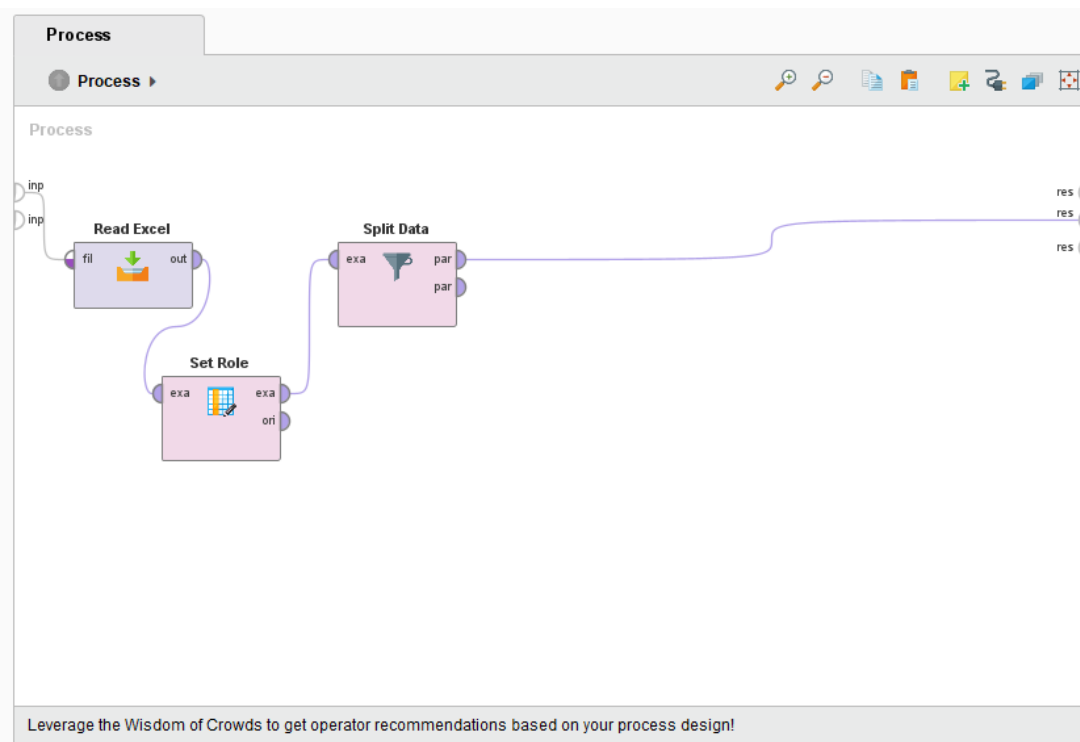 Process
Process
Process
inp
inp
res
res
res
Read Excel
fil
out
Split Data
exa
par
par
Set Role
exa
exa
ori
Leverage the Wisdom of Crowds to get operator recommendations based on your process design!